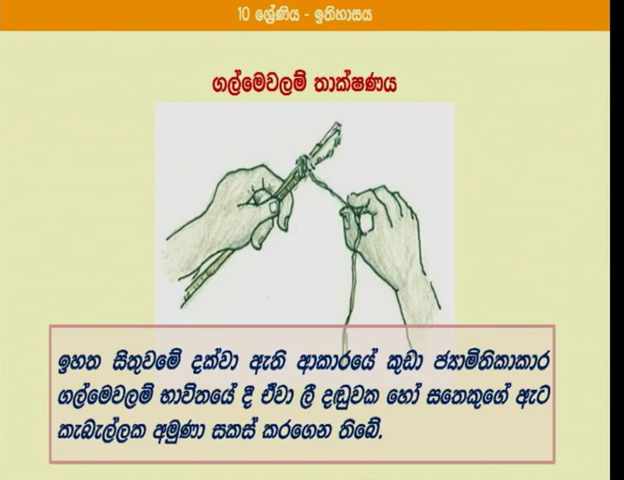 10 ශ්‍රේණිය - ඉතිහාසය
ගල්මෙවලම් තාක්ෂණය
ඉහත සිතුවමේ දක්වා ඇති ආකාරයේ කුඩා ජ්‍යාමිතිකාකාර
ගල්මෙවලම් භාවිතයේ දී ඒවා ලී දඬුවක හෝ සතෙකුගේ ඇට
කැබැල්ලක අමුණා සකස් කරගෙන තිබේ.